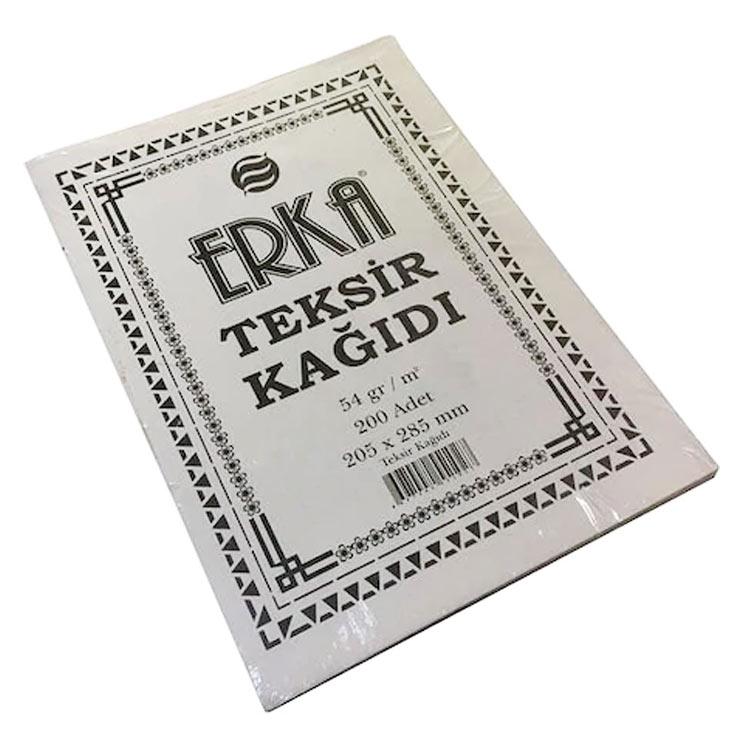 ERKA®
TEKSİR
KAĞIDI
54 gr / m²
200 Adet
205 x 285 mm
Teksir Kağıdı